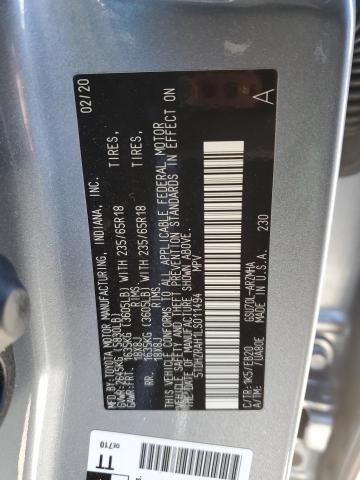 02/20
TOYOTA MOTOR MANUFACTURING, INDIANA, INC.
GVWR:2645KG (5830LB)
GAWR:FRT. 1635KG (3605LB) WITH 235/65R18 TIRES,
18X8J RIMS,
RR. 1635KG (3605LB) WITH 235/65R18 TIRES,
18X8J RIMS,
THIS VEHICLE CONFORMS TO ALL APPLICABLE FEDERAL MOTOR
VEHICLE SAFETY AND THEFT PREVENTION STANDARDS IN EFFECT ON
THE DATE OF MANUFACTURE SHOWN ABOVE.
MPV
C/TR:1K5/FB20 GSU70L-ARZMHA
/TUA80E MADE IN U.S.A. 230
A
0E710